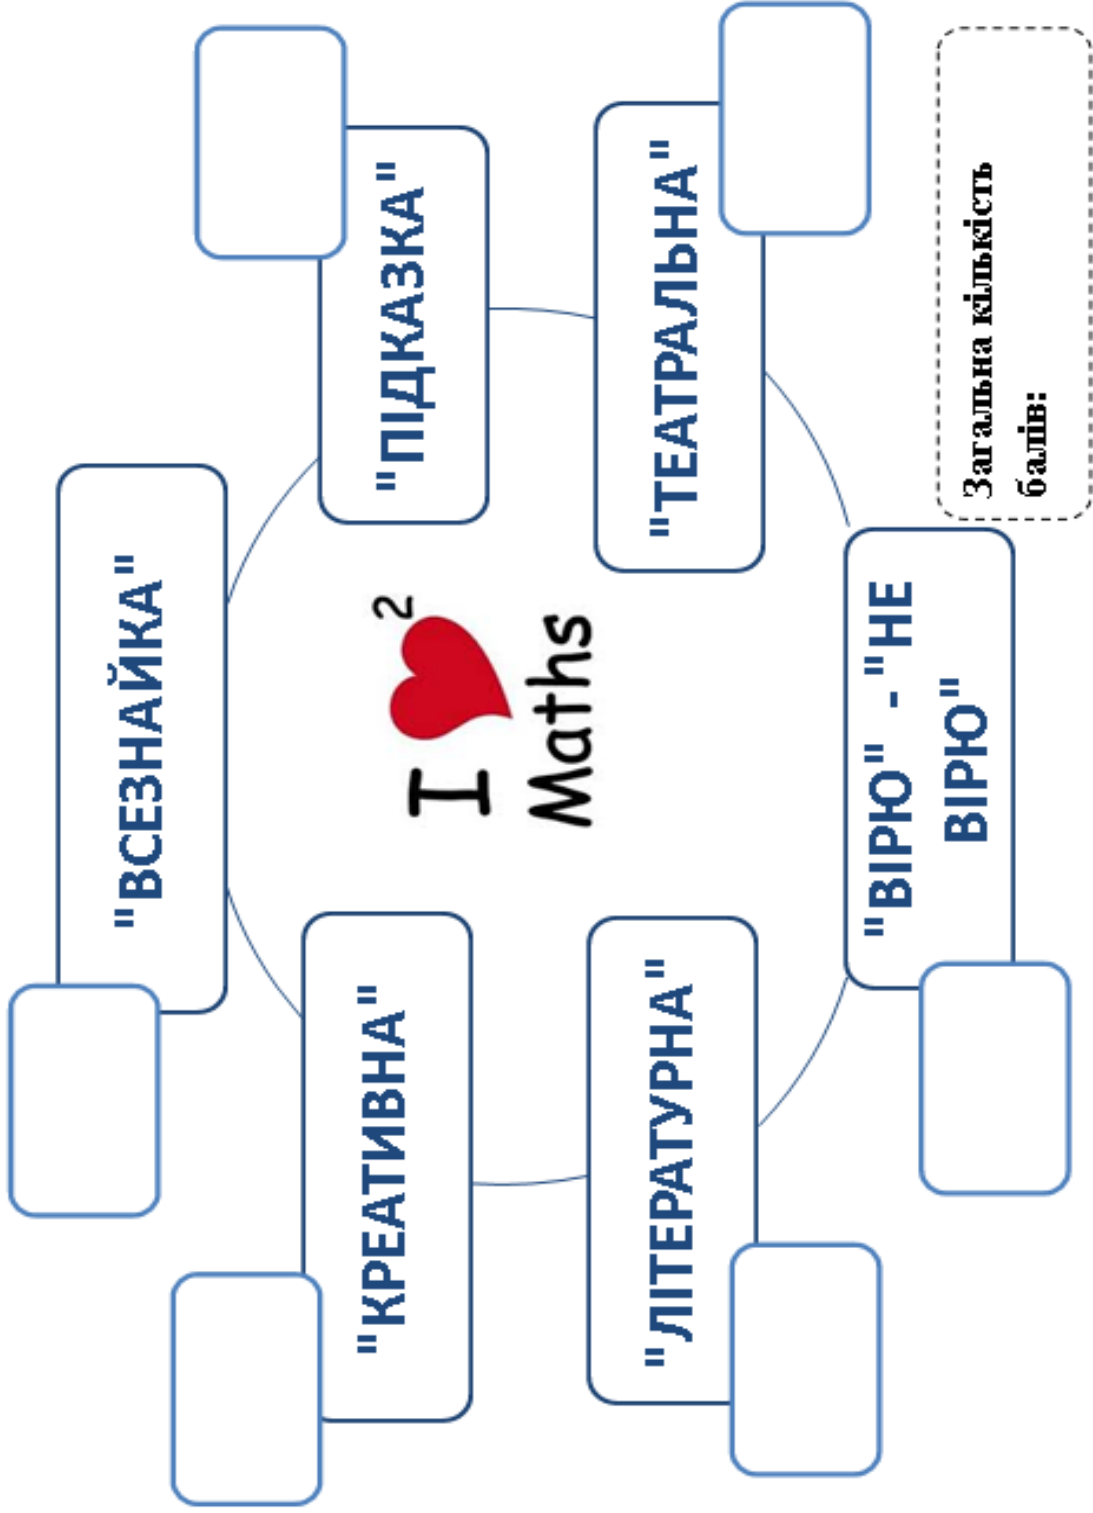 "ВСЕЗНАЙКА"
"ПІДКАЗКА"
"ТЕАТРАЛЬНА"
"ВІРЮ" - "НЕ
ВІРЮ"
"ЛІТЕРАТУРНА"
"КРЕАТИВНА"
I 2
Maths
Загальна кількість
балів: